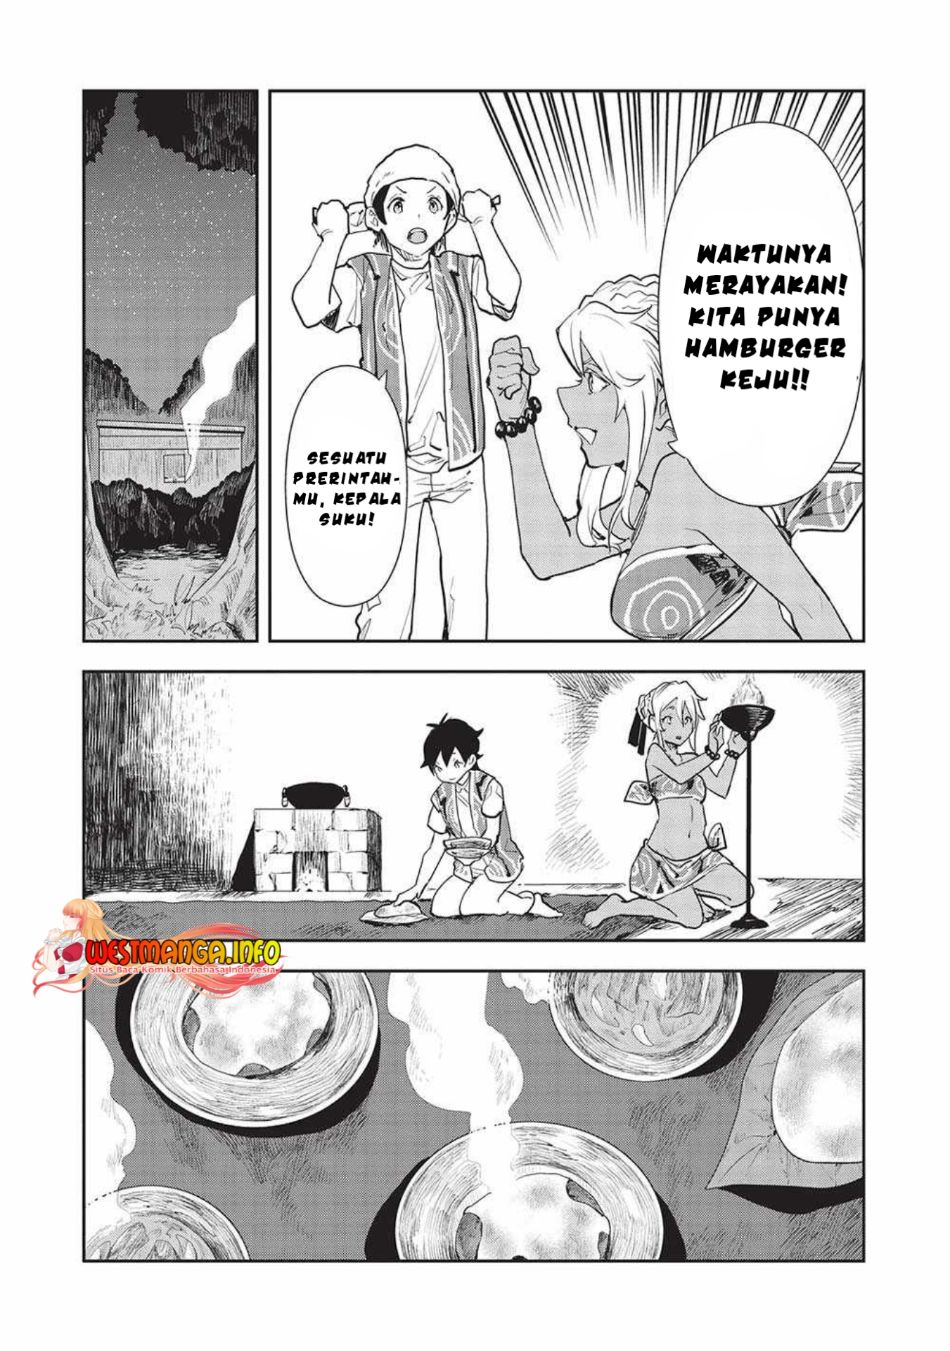 WAKTUNYA
MERAYAKAN!
KITA PUNYA
HAMBURGER
KEJU!!
SESUATU
PRERINTAH-
MU, KEPALA
SUKU!
WESTMANGA.INFO
Situs Baca Komik Berbahasa Indonesia